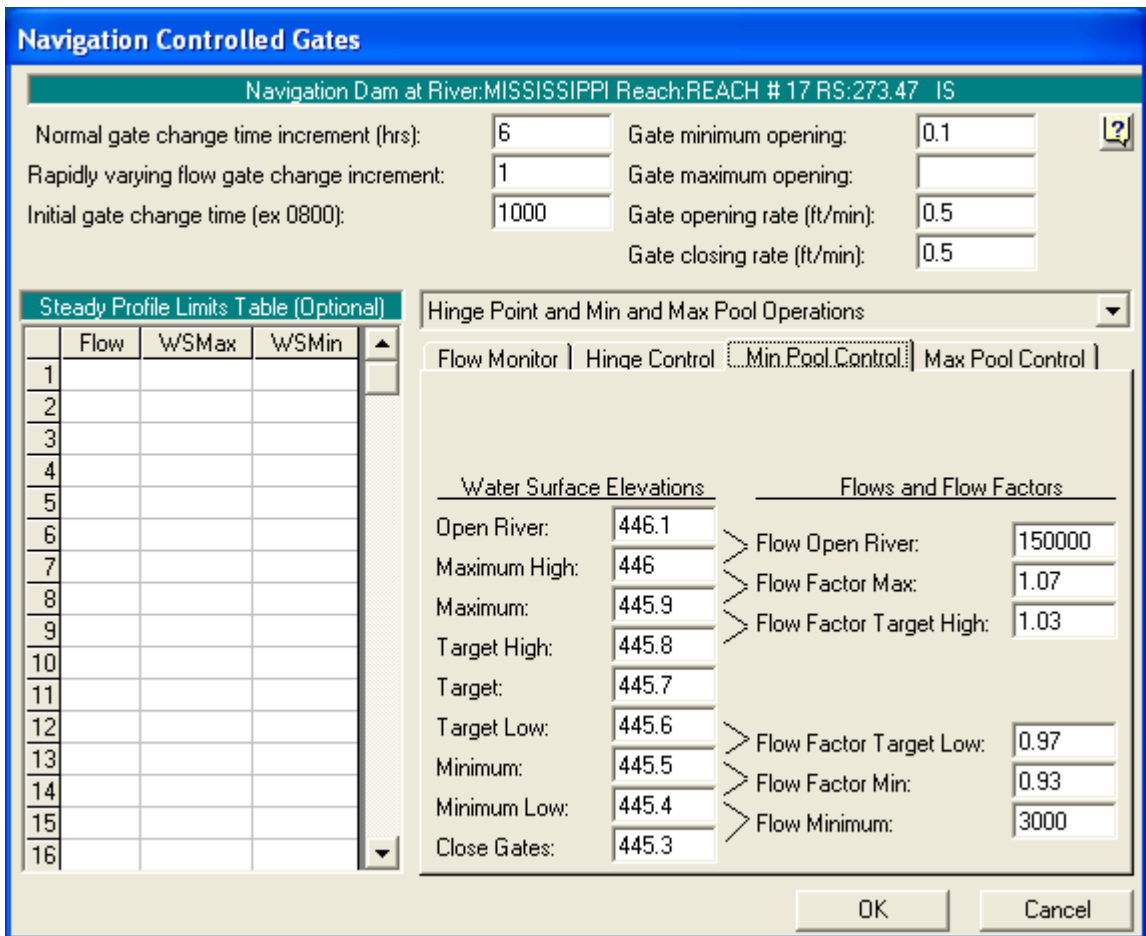 Navigation Controlled Gates
Navigation Dam at River:MISSISSIPPI Reach:REACH # 17 RS:273.47 IS
Normal gate change time increment (hrs): 6 Gate minimum opening: 0.1
Rapidly varying flow gate change increment: 1 Gate maximum opening:
Initial gate change time (ex 0800): 1000 Gate opening rate (ft/min): 0.5
Gate closing rate (ft/min): 0.5
Steady Profile Limits Table (Optional)
Flow WSMax WSMin
1
2
3
4
5
6
7
8
9
10
11
12
13
14
15
16
Hinge Point and Min and Max Pool Operations
Flow Monitor Hinge Control Min Pool Control Max Pool Control
Water Surface Elevations Flows and Flow Factors
Open River: 446.1
Flow Open River: 150000
Maximum High: 446
Flow Factor Max: 1.07
Maximum: 445.9
Flow Factor Target High: 1.03
Target High: 445.8
Target: 445.7
Target Low: 445.6
Flow Factor Target Low: 0.97
Minimum: 445.5
Flow Factor Min: 0.93
Minimum Low: 445.4
Flow Minimum: 3000
Close Gates: 445.3
OK Cancel